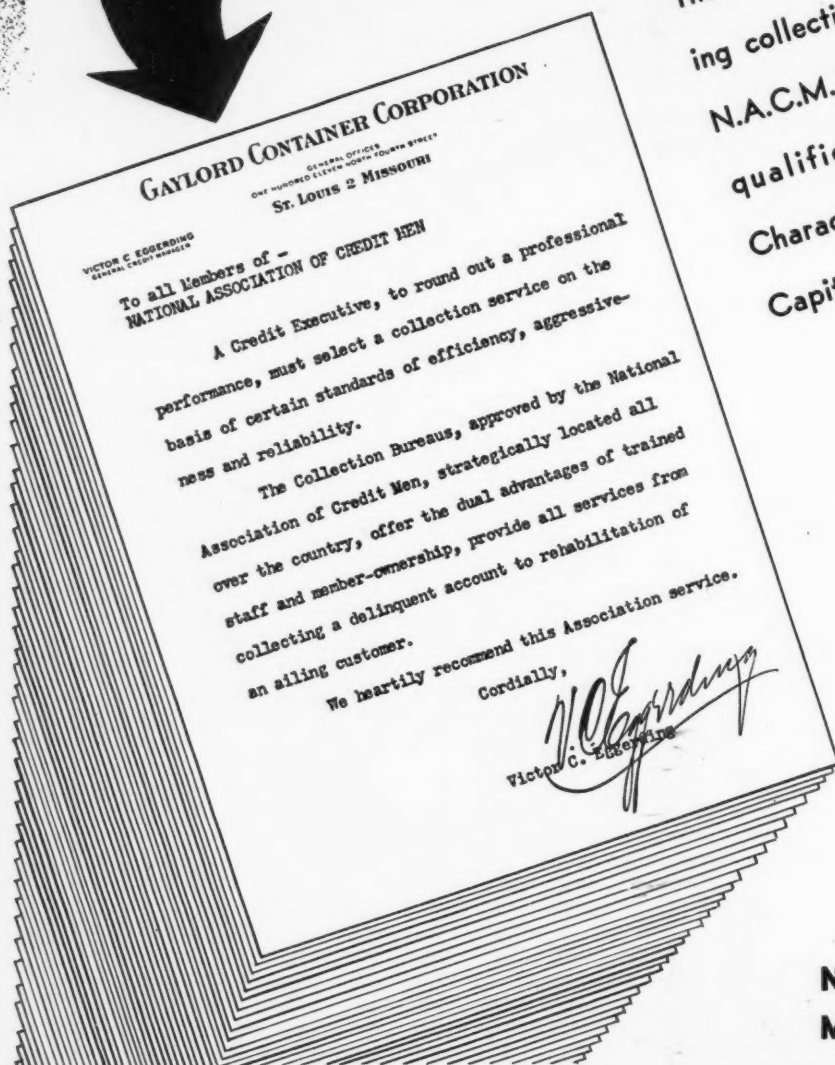 GAYLORD CONTAINER CORPORATION
GENERAL OFFICES
ONE HUNDRED ELEVEN NORTH FOURTH STREET
ST. LOUIS 2 MISSOURI
VICTOR C. EGGERDING
GENERAL CREDIT MANAGER
To all Members of -
NATIONAL ASSOCIATION OF CREDIT MEN
A Credit Executive, to round out a professional
performance, must select a collection service on the
basis of certain standards of efficiency, aggressive-
ness and reliability.
The Collection Bureaus, approved by the National
Association of Credit Men, strategically located all
over the country, offer the dual advantages of trained
staff and member-ownership, provide all services from
collecting a delinquent account to rehabilitation of
an ailing customer.
We heartily recommend this Association service.
Cordially,
V C Eggerding
Victor C. Eggerding
ing collecti
N.A.C.M.
qualifie
Charac
Capit
N
M